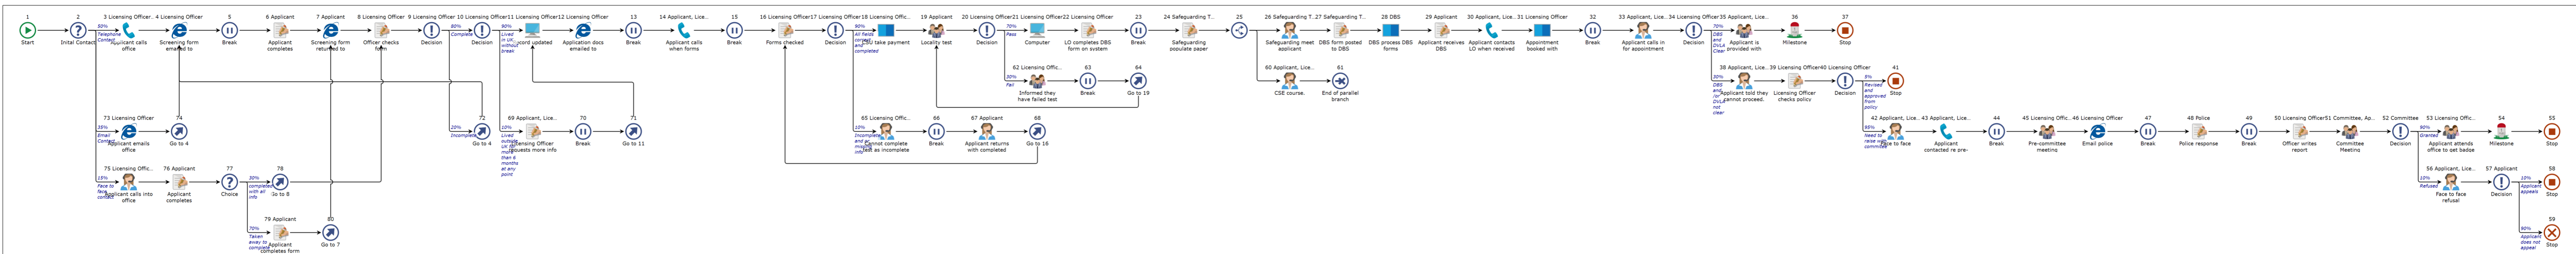 1
Start
2
Inital Contact
50%
Telephone
Contact
3 Licensing Officer...
Applicant calls
office
4 Licensing Officer
Screening form
emailed to
5
Break
6 Applicant
Applicant
completes
7 Applicant
Screening form
returned to
8 Licensing Officer
Officer checks
form
9 Licensing Officer
Decision
80%
Complete
10 Licensing Officer
Decision
90%
Lived
in UK
without
break
11 Licensing Officer
updated
12 Licensing Officer
Application docs
emailed to
13
Break
14 Applicant, Lice...
Applicant calls
when forms
15
Break
16 Licensing Officer
Forms checked
17 Licensing Officer
Decision
90%
All fields
completed
18 Licensing Offic...
take payment
19 Applicant
Locality test
20 Licensing Officer
Decision
70%
Pass
21 Licensing Officer
Computer
22 Licensing Officer
LO completes DBS
form on system
23
Break
24 Safeguarding T...
Safeguarding
populate paper
25
26 Safeguarding T...
Safeguarding meet
applicant
27 Safeguarding T...
DBS form posted
to DBS
28 DBS
DBS process DBS
forms
29 Applicant
Applicant receives
DBS
30 Applicant, Lice...
Applicant contacts
LO when received
31 Licensing Officer
Appointment
booked with
32
Break
33 Applicant, Lice...
Applicant calls in
for appointment
34 Licensing Officer
Decision
70%
DBS
and
DVLA
Clear
35 Applicant, Lice...
Applicant is
provided with
36
Milestone
37
Stop
30%
Fail
62 Licensing Offic...
Informed they
have failed test
63
Break
64
Go to 19
60 Applicant, Lice...
CSE course.
61
End of parallel
branch
30%
DBS
and
/or
DVLA
not
clear
38 Applicant, Lice...
Applicant told they
cannot proceed.
39 Licensing Officer
Licensing Officer
checks policy
40 Licensing Officer
Decision
5%
Revised
and
approved
from
policy
41
Stop
35%
Email
Contact
73 Licensing Officer
Applicant emails
office
74
Go to 4
20%
Incomplete
72
Go to 4
10%
Lived
outside
UK for
more
than 6
months
at any
point
69 Applicant, Lice...
Licensing Officer
requests more info
70
Break
71
Go to 11
10%
Incomplete
and or
missing
info
65 Licensing Offic...
Cannot complete
task as incomplete
66
Break
67 Applicant
Applicant returns
with completed
68
Go to 16
95%
Need to
raise with
committee
42 Applicant, Lice...
Face to face
43 Applicant, Lice...
Applicant
contacted re pre-
44
Break
45 Licensing Offic...
Pre-committee
meeting
46 Licensing Officer
Email police
47
Break
48 Police
Police response
49
Break
50 Licensing Officer
Officer writes
report
51 Committee, Ap...
Committee
Meeting
52 Committee
Decision
90%
Granted
53 Licensing Offic...
Applicant attends
office to get badge
54
Milestone
55
Stop
15%
Face to
face
contact
75 Licensing Offic...
Applicant calls into
office
76 Applicant
Applicant
completes
77
Choice
30%
completed
with all
info
78
Go to 8
10%
Refused
56 Applicant, Lice...
Face to face
refusal
57 Applicant
Decision
10%
Applicant
appeals
58
Stop
70%
Taken
away to
complete
79 Applicant
Applicant
completes form
80
Go to 7
90%
Applicant
does not
appeal
59
Stop